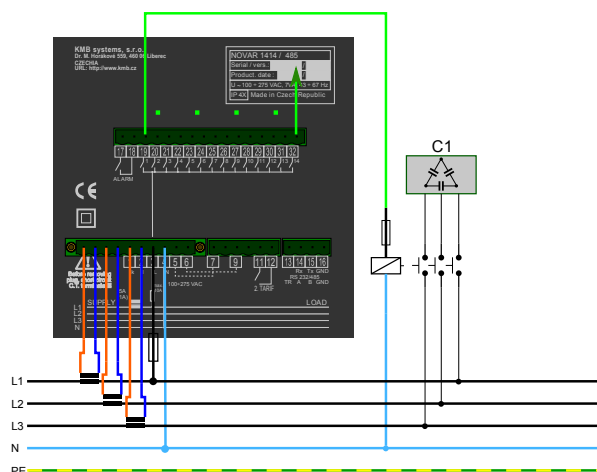 KMB systems, s.r.o.
Dr. M. Horákové 559, 460 06 Liberec
CZECHIA
URL: http://www.kmb.cz
NOVAR 1414 / 485
Serial / vers. :
Product. date :
U ~ 100 ÷ 275 VAC, 7VA
÷ 67 Hz
IP 4X Made in Czech Republic
17 18 19 20 21 22 23 24 25 26 27 28 29 30 31 32
1 2 3 4 5 6 7 8 9 10 11 12 13 14
ALARM
C1
5 6 7 9 11 12 13 14 15 16
Rx Tx GND
RS 232/485
TR A B GND
100÷275 VAC
2. TARIF
SUPPLY
LOAD
L1
L2
L3
N
L1
L2
L3
N
PE